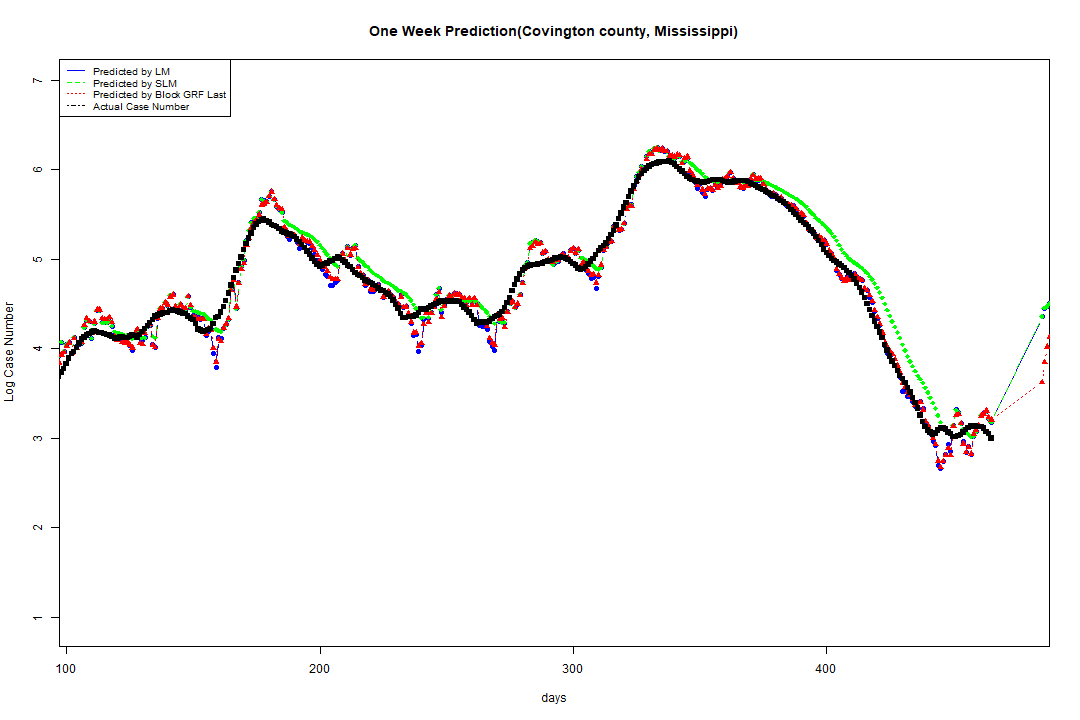 One Week Prediction(Covington county, Mississippi)
Predicted by LM
Predicted by SLM
Predicted by Block GRF Last
Actual Case Number
Log Case Number
7
6
5
4
3
2
1
100 200 300 400
days